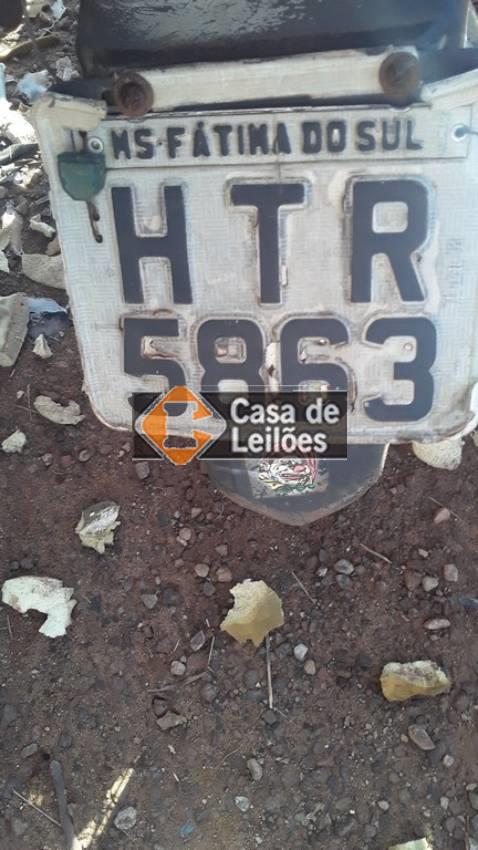 MS·FÁTIMA DO SUL
HTR
5863
Casa de
Leilões